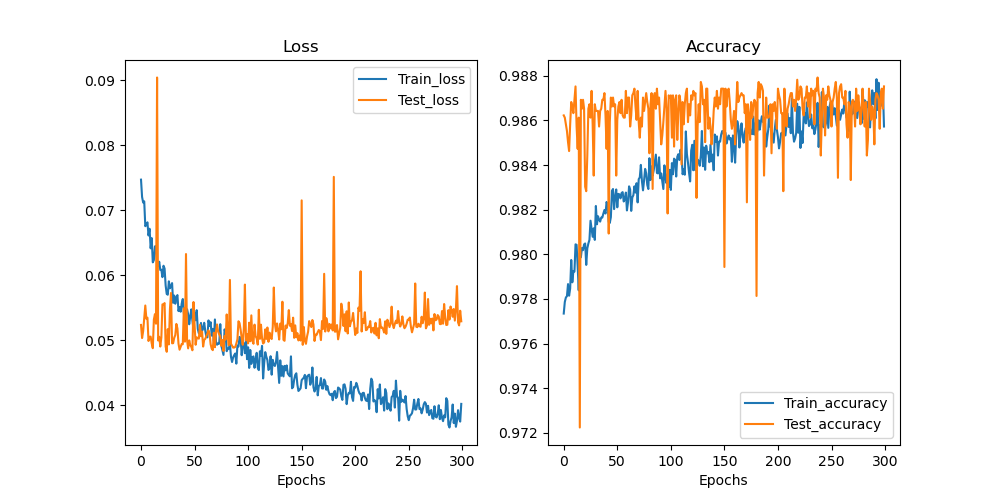 Loss
Train_loss
Test_loss
0.09
0.08
0.07
0.06
0.05
0.04
0 50 100 150 200 250 300
Epochs
Accuracy
0.988
0.986
0.984
0.982
0.980
0.978
0.976
0.974
0.972
Train_accuracy
Test_accuracy
0 50 100 150 200 250 300
Epochs